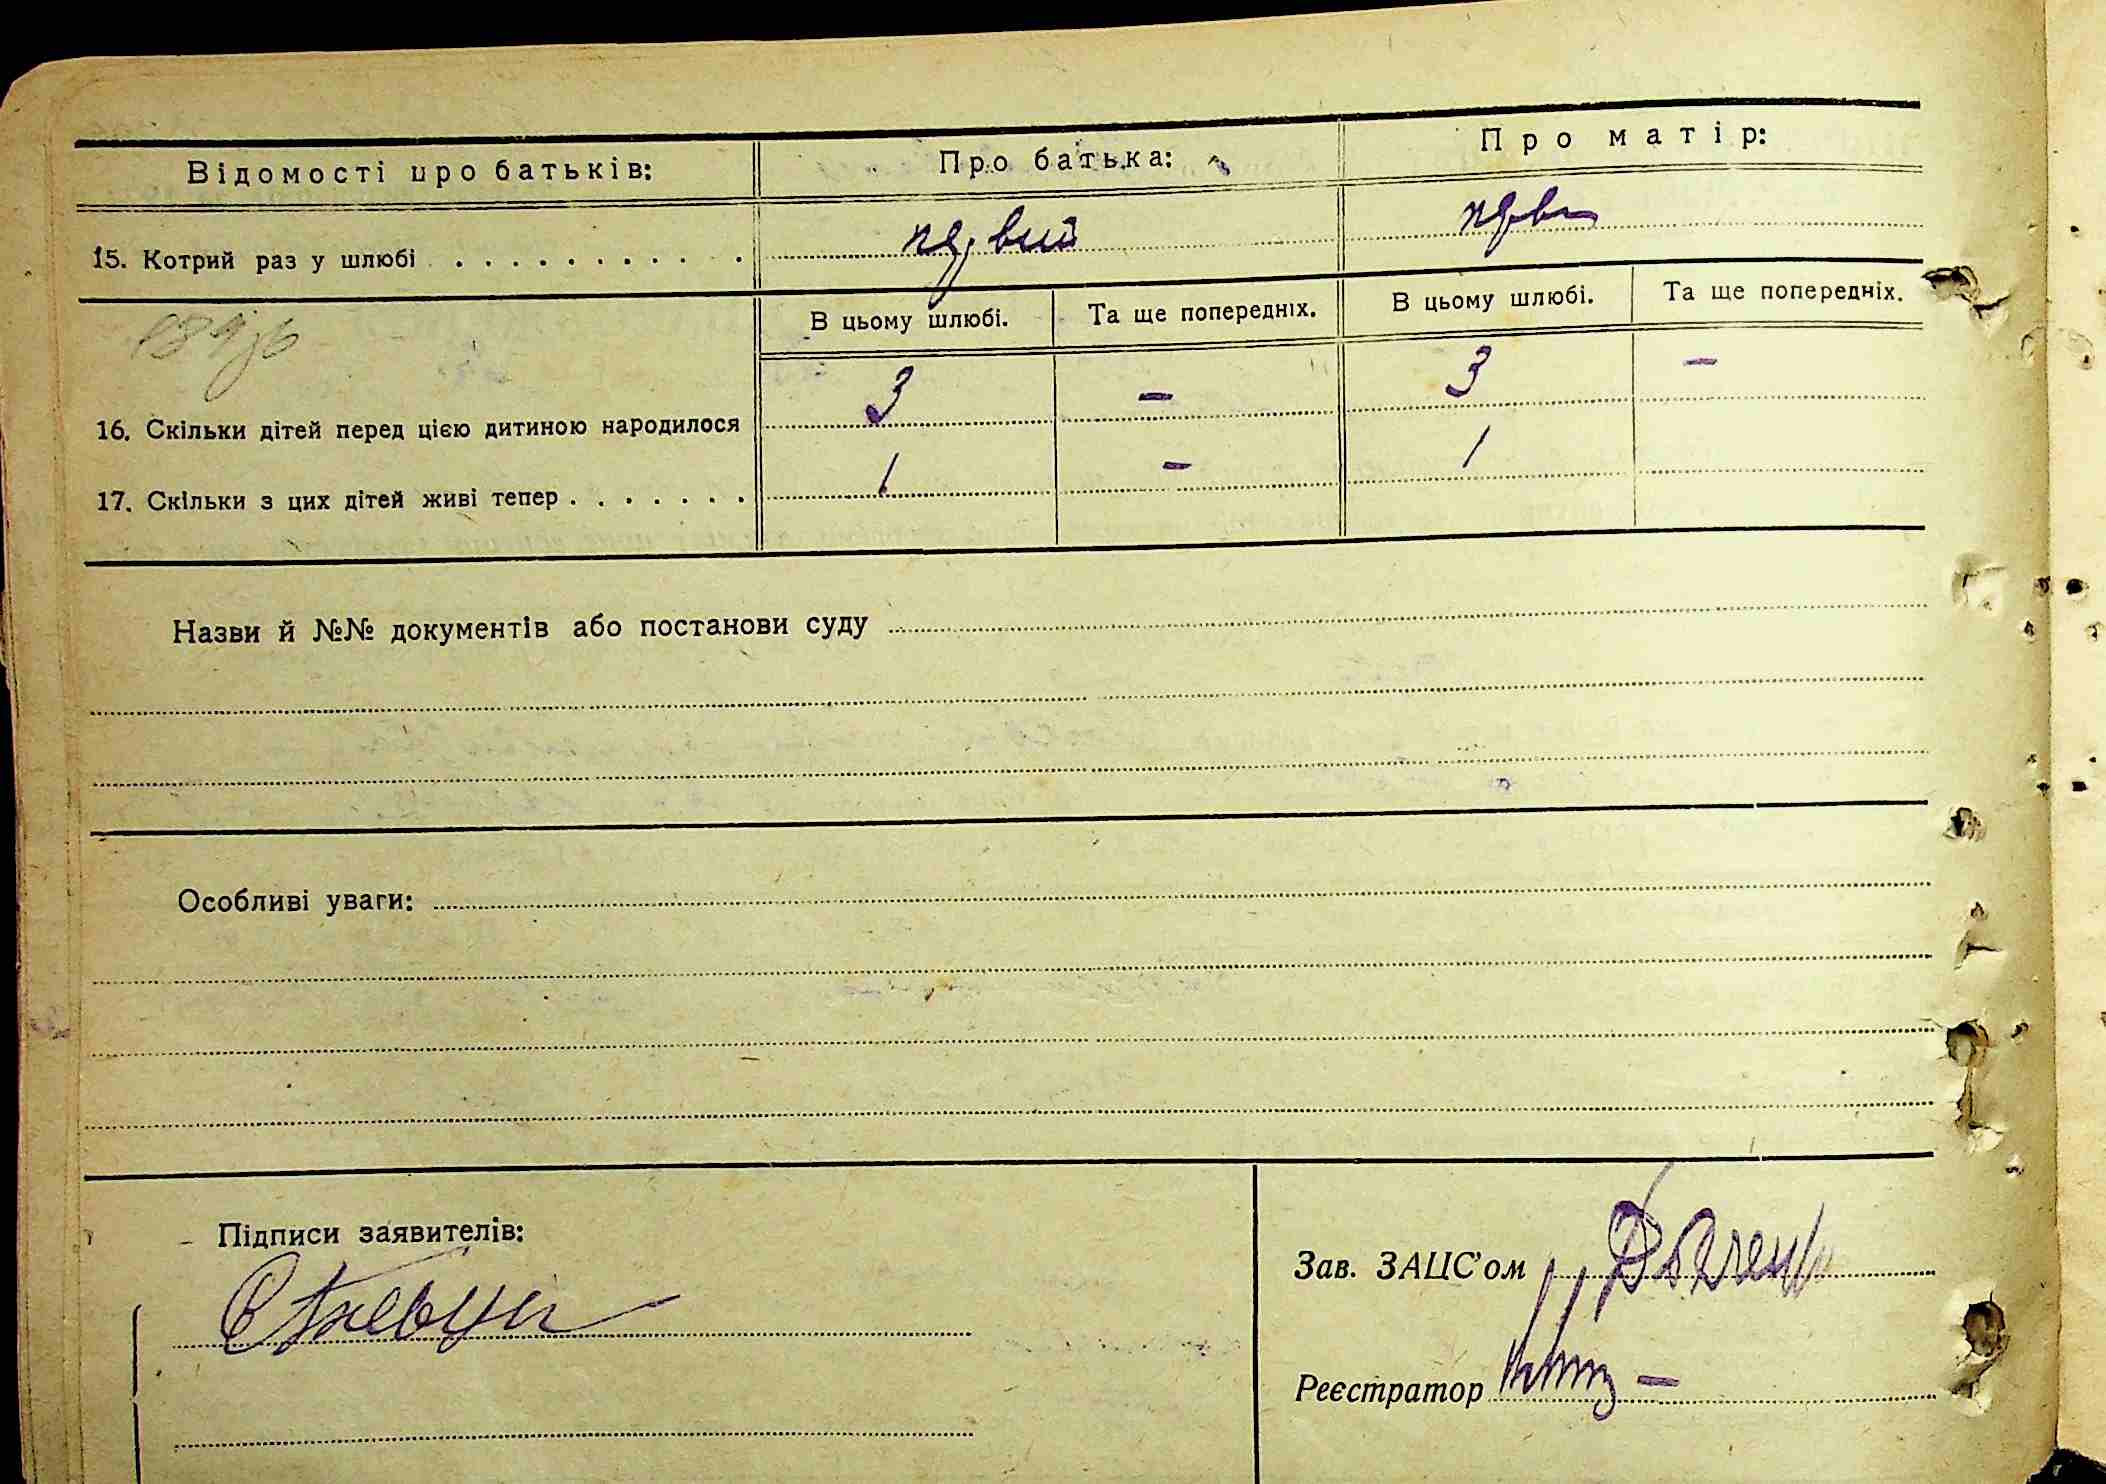 Відомості про батьків: Про батька: Про матір:
15. Котрий раз у шлюбі . . . . . . . . . . . первий перв
В цьому шлюбі. Та ще попередніх. В цьому шлюбі. Та ще попередніх.
16. Скільки дітей перед цією дитиною народилося 3 - 3 -
17. Скільки з цих дітей живі тепер . . . . . . . 1 - 1
Назви й №№ документів або постанови суду
Особливі уваги:
Підписи заявителів:
Зав. ЗАЦС'ом
Реєстратор